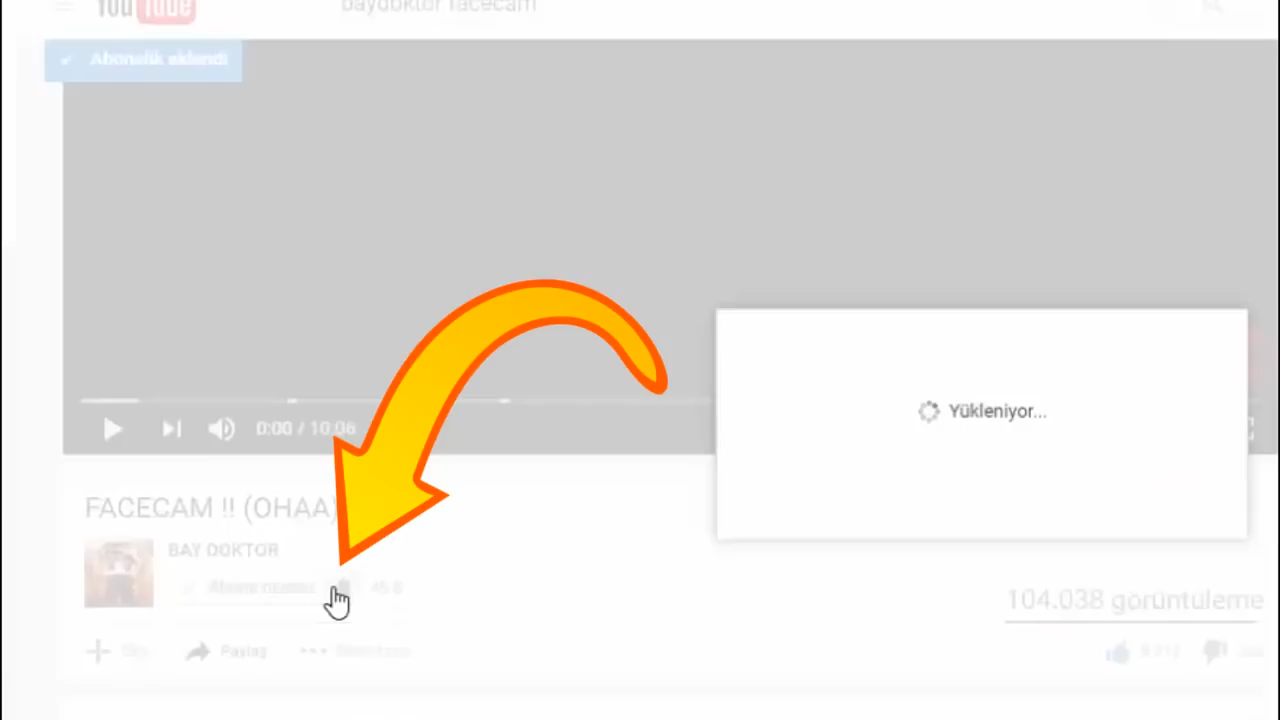 YouTube
baydoktor facecam
Abonelik eklendi
0:00 / 10:06
Yükleniyor...
FACECAM !! (OHAA)
BAY DOKTOR
104.038 görüntüleme
Paylaş